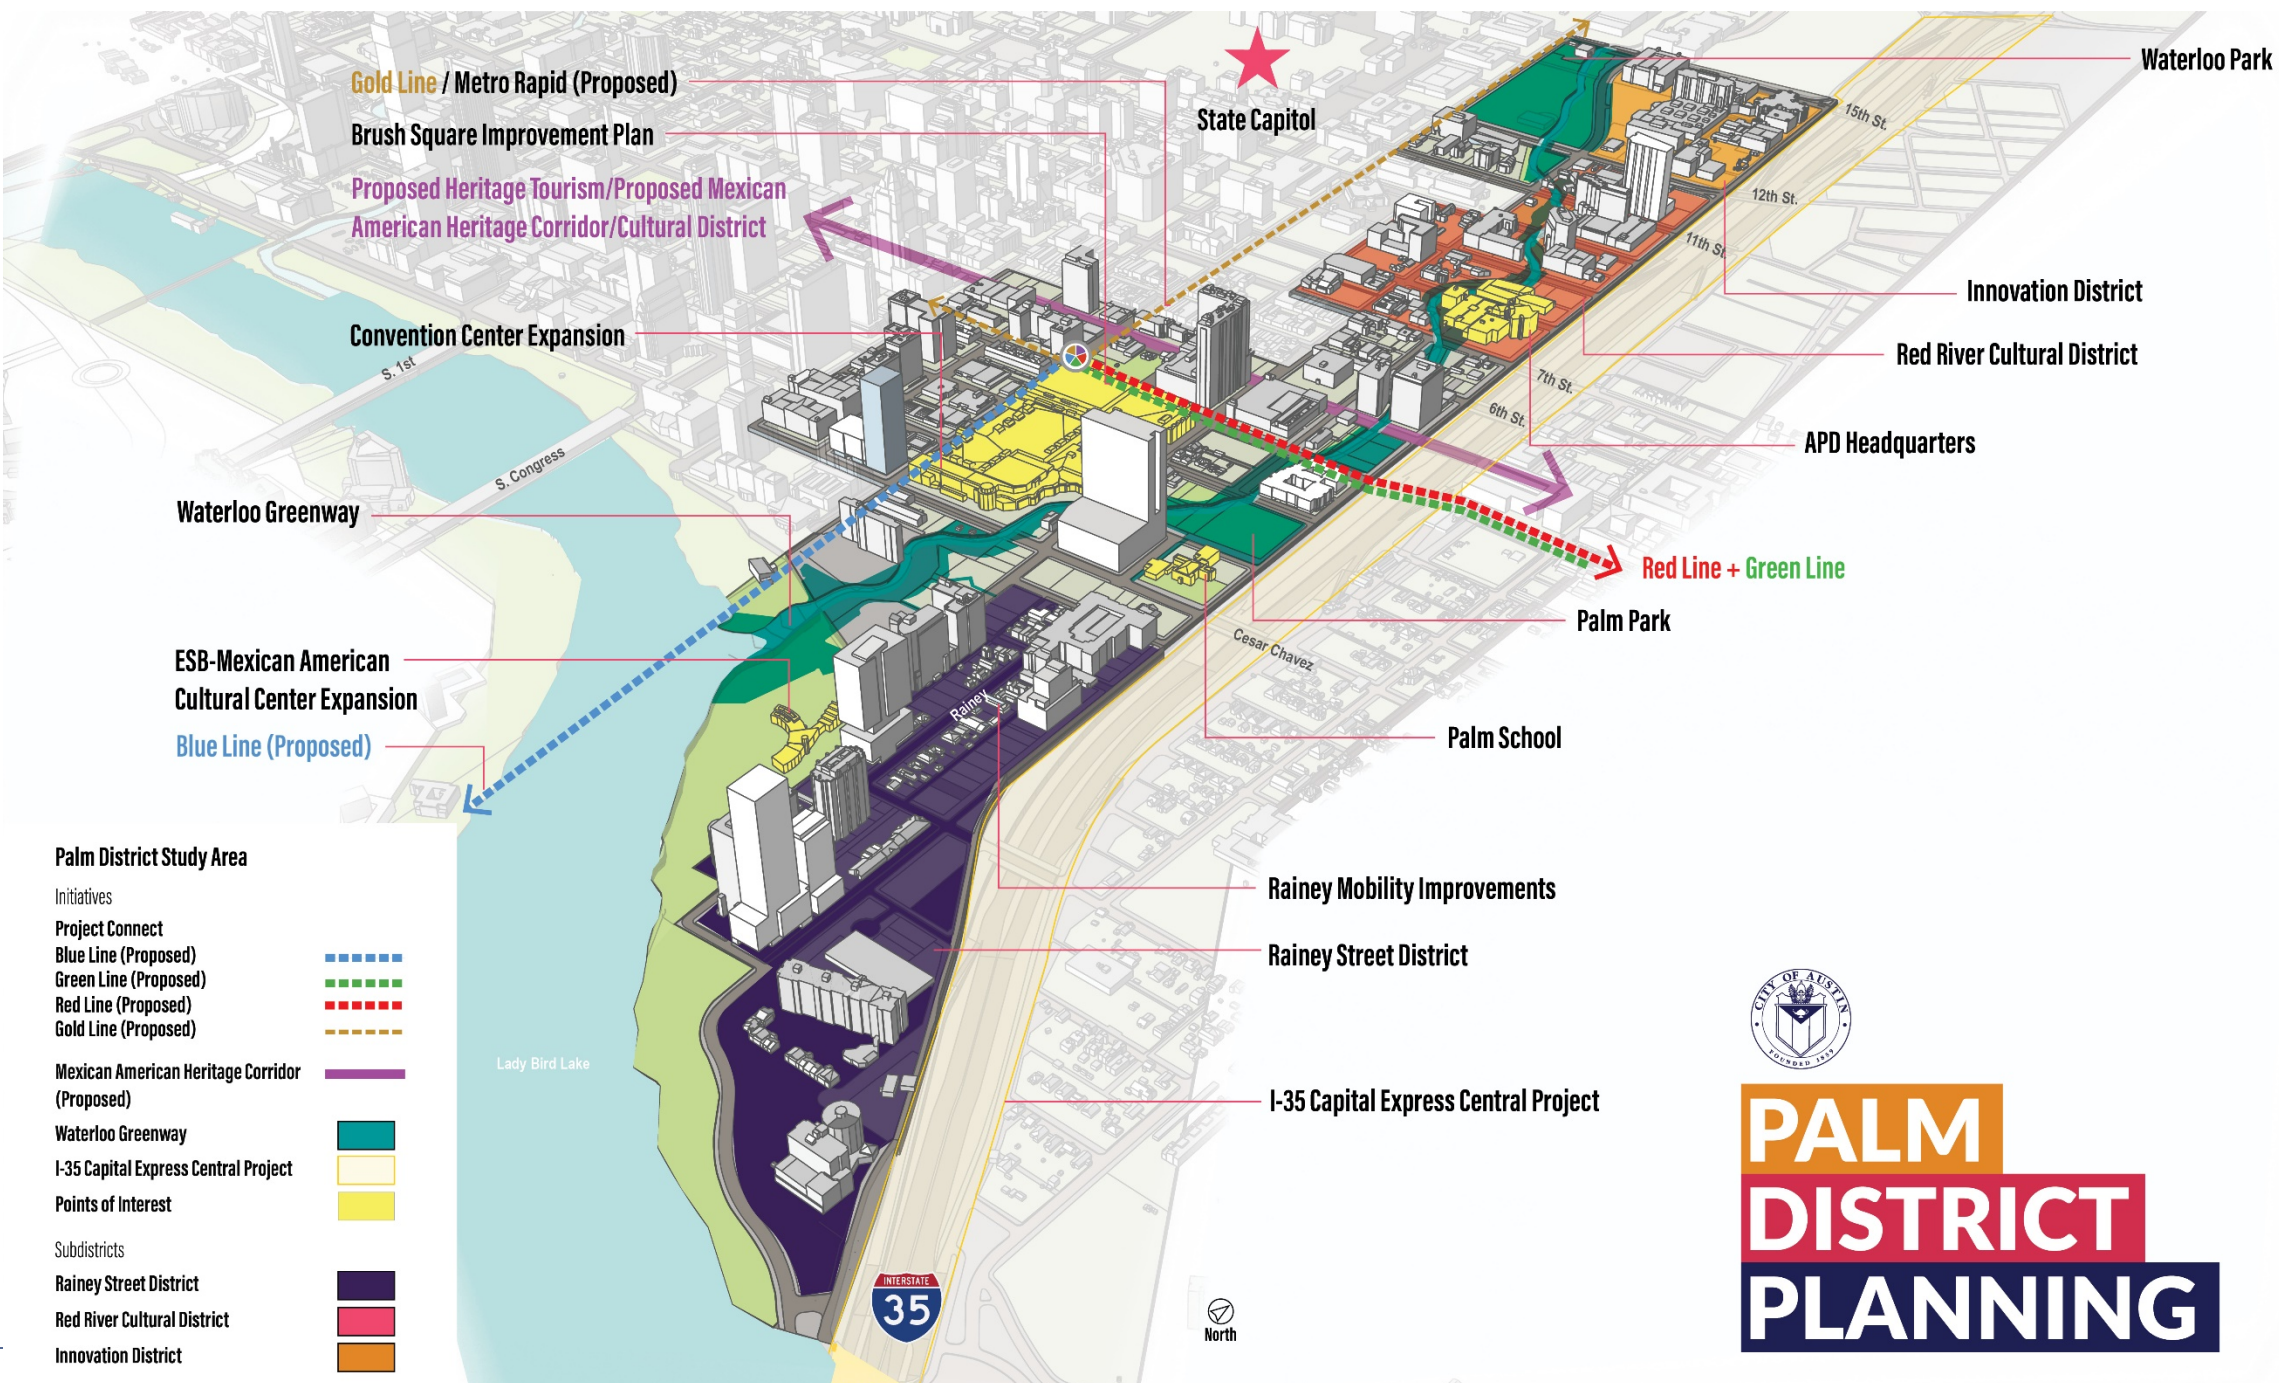 Gold Line / Metro Rapid (Proposed)
Brush Square Improvement Plan
Proposed Heritage Tourism/Proposed Mexican
American Heritage Corridor/Cultural District
Convention Center Expansion
State Capitol
Waterloo Park
15th St.
12th St.
11th St.
Innovation District
Red River Cultural District
7th St.
6th St.
APD Headquarters
S. 1st
S. Congress
Waterloo Greenway
Red Line + Green Line
Palm Park
Cesar Chavez
ESB-Mexican American
Cultural Center Expansion
Rainey
Blue Line (Proposed)
Palm School
Rainey Mobility Improvements
Rainey Street District
Lady Bird Lake
I-35 Capital Express Central Project
INTERSTATE
35
North
Palm District Study Area
Initiatives
Project Connect
Blue Line (Proposed)
Green Line (Proposed)
Red Line (Proposed)
Gold Line (Proposed)
Mexican American Heritage Corridor
(Proposed)
Waterloo Greenway
I-35 Capital Express Central Project
Points of Interest
Subdistricts
Rainey Street District
Red River Cultural District
Innovation District
CITY OF AUSTIN
FOUNDED 1839
PALM
DISTRICT
PLANNING